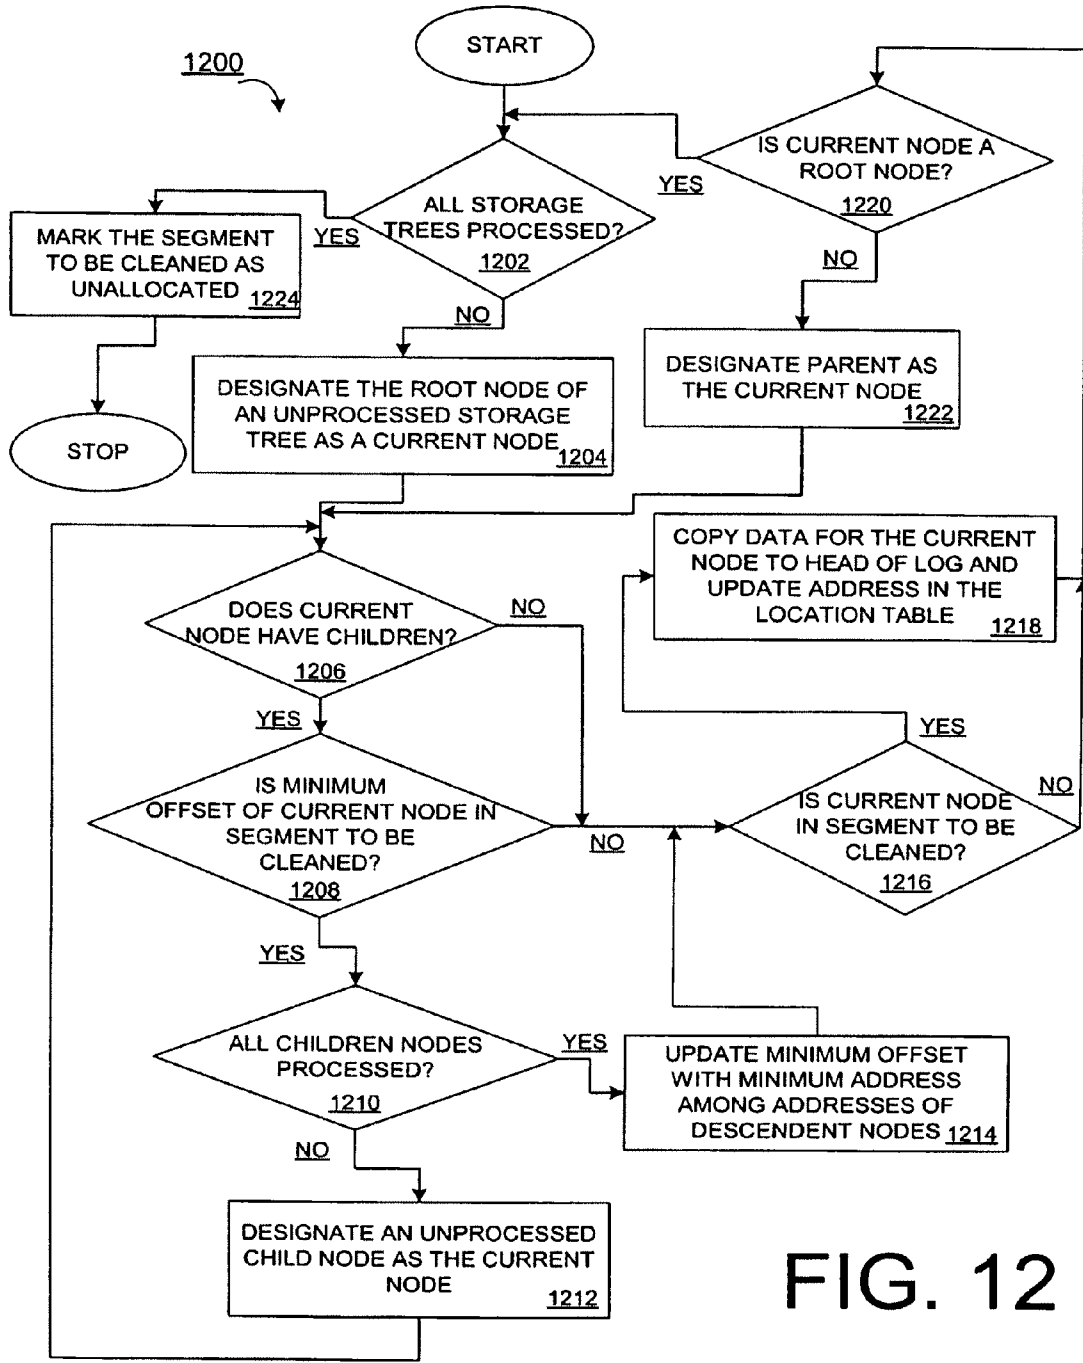 START
1200
IS CURRENT NODE A
ROOT NODE?
1220
YES
NO
ALL STORAGE
TREES PROCESSED?
1202
YES
NO
MARK THE SEGMENT
TO BE CLEANED AS
UNALLOCATED
1224
STOP
DESIGNATE THE ROOT NODE OF
AN UNPROCESSED STORAGE
TREE AS A CURRENT NODE
1204
DESIGNATE PARENT AS
THE CURRENT NODE
1222
COPY DATA FOR THE CURRENT
NODE TO HEAD OF LOG AND
UPDATE ADDRESS IN THE
LOCATION TABLE
1218
DOES CURRENT
NODE HAVE CHILDREN?
1206
NO
YES
IS MINIMUM
OFFSET OF CURRENT NODE IN
SEGMENT TO BE
CLEANED?
1208
NO
YES
IS CURRENT NODE
IN SEGMENT TO BE
CLEANED?
1216
YES
NO
ALL CHILDREN NODES
PROCESSED?
1210
YES
NO
UPDATE MINIMUM OFFSET
WITH MINIMUM ADDRESS
AMONG ADDRESSES OF
DESCENDENT NODES
1214
DESIGNATE AN UNPROCESSED
CHILD NODE AS THE CURRENT
NODE
1212
FIG. 12